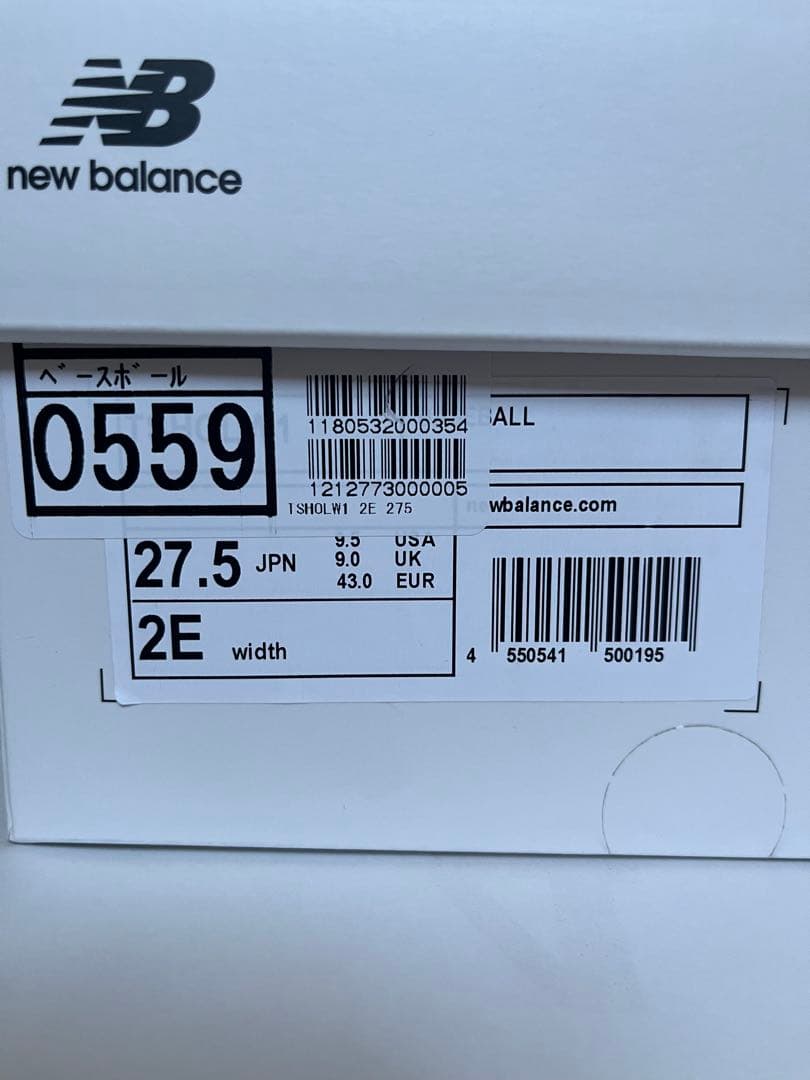 NB
new balance
ベースボール
0559
1180532000354
1212773000005
TSHOLW1 2E 275
BALL
newbalance.com
27.5 JPN
9.5 USA
9.0 UK
43.0 EUR
2E width
4 550541 500195